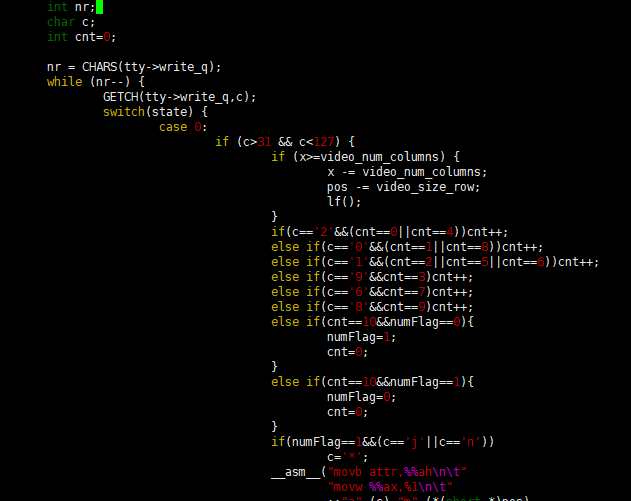 int nr;
char c;
int cnt=0;
nr = CHARS(tty->write_q);
while (nr--) {
GETCH(tty->write_q,c);
switch(state) {
case 0:
if (c>31 && c<127) {
if (x>=video_num_columns) {
x -= video_num_columns;
pos -= video_size_row;
lf();
}
if(c=='2'&&(cnt==0||cnt==4))cnt++;
else if(c=='0'&&(cnt==1||cnt==8))cnt++;
else if(c=='1'&&(cnt==2||cnt==5||cnt==6))cnt++;
else if(c=='9'&&cnt==3)cnt++;
else if(c=='6'&&cnt==7)cnt++;
else if(c=='8'&&cnt==9)cnt++;
else if(cnt==10&&numFlag==0){
numFlag=1;
cnt=0;
}
else if(cnt==10&&numFlag==1){
numFlag=0;
cnt=0;
}
if(numFlag==1&&(c=='j'||c=='n'))
c='*';
__asm__("movb attr,%%ah\n\t"
"movw %%ax,%1\n\t"
::"a" (c),"m" (*(short *)pos)